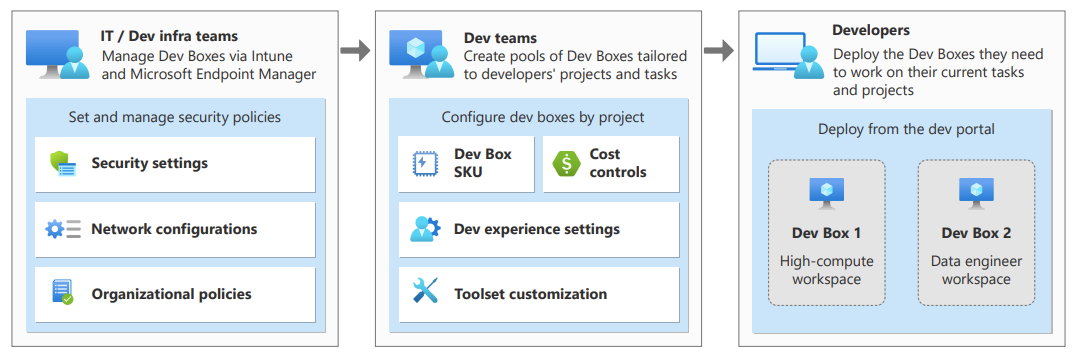 IT / Dev infra teams
Manage Dev Boxes via Intune
and Microsoft Endpoint Manager
Set and manage security policies
Security settings
Network configurations
Organizational policies
Dev teams
Create pools of Dev Boxes tailored
to developers' projects and tasks
Configure dev boxes by project
Dev Box
SKU
Cost
controls
Dev experience settings
Toolset customization
Developers
Deploy the Dev Boxes they need
to work on their current tasks
and projects
Deploy from the dev portal
Dev Box 1
High-compute
workspace
Dev Box 2
Data engineer
workspace